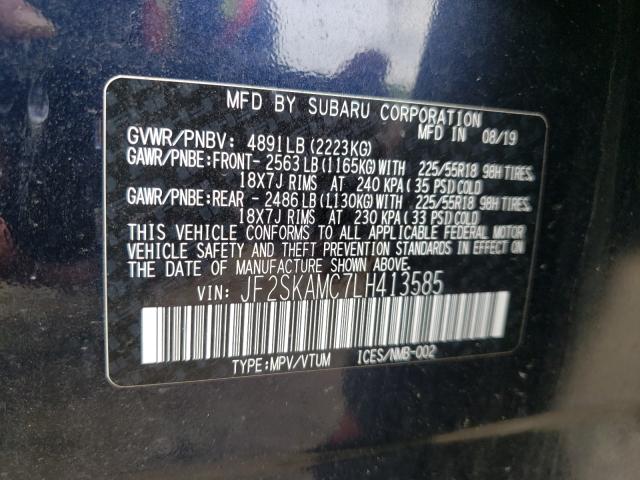 MFD BY SUBARU CORPORATION
MFD IN 08/19
GVWR/PNBV: 4891LB (2223KG)
GAWR/PNBE:FRONT- 2563 LB (1165KG) WITH 225/55R18 98H TIRES,
18X7J RIMS AT 240 KPA (35 PSI) COLD
GAWR/PNBE:REAR - 2486 LB (1130KG) WITH 225/55R18 98H TIRES,
18X7J RIMS AT 230 KPA (33 PSI) COLD
THIS VEHICLE CONFORMS TO ALL APPLICABLE FEDERAL MOTOR
VEHICLE SAFETY AND THEFT PREVENTION STANDARDS IN EFFECT ON
THE DATE OF MANUFACTURE SHOWN ABOVE.
VIN: JF2SKAMC7LH413585
TYPE:MPV/VTUM ICES/NMB-002